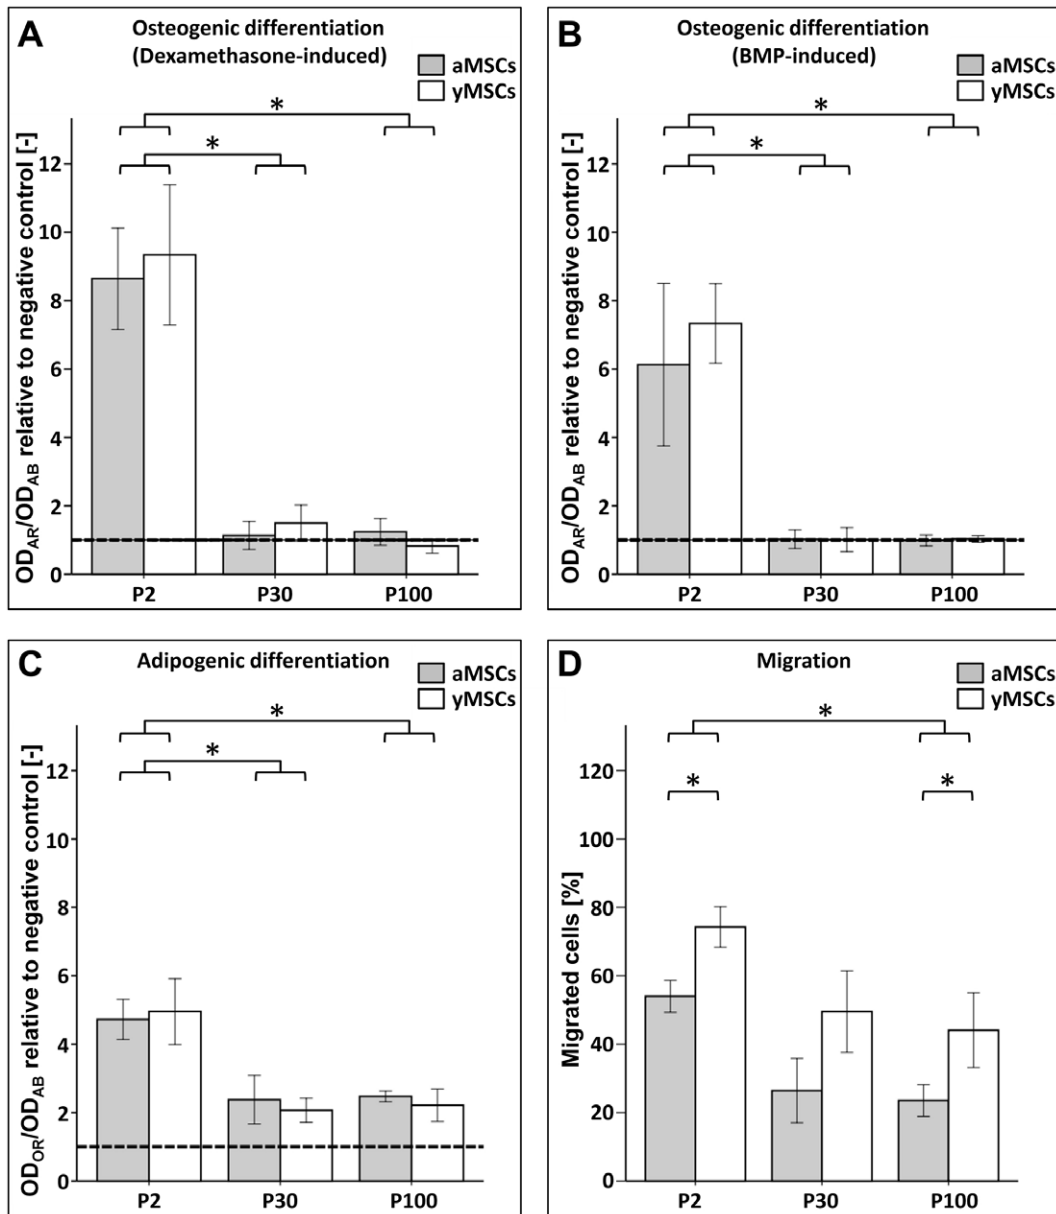 A
Osteogenic differentiation
(Dexamethasone-induced)
aMSCs
yMSCs
*
*
OD_AR/OD_AB relative to negative control [-]
12
10
8
6
4
2
0
P2 P30 P100
B
Osteogenic differentiation
(BMP-induced)
aMSCs
yMSCs
*
*
OD_AR/OD_AB relative to negative control [-]
12
10
8
6
4
2
0
P2 P30 P100
C
Adipogenic differentiation
aMSCs
yMSCs
*
*
OD_OR/OD_AB relative to negative control [-]
12
10
8
6
4
2
0
P2 P30 P100
D
Migration
aMSCs
yMSCs
*
*
*
Migrated cells [%]
120
100
80
60
40
20
0
P2 P30 P100